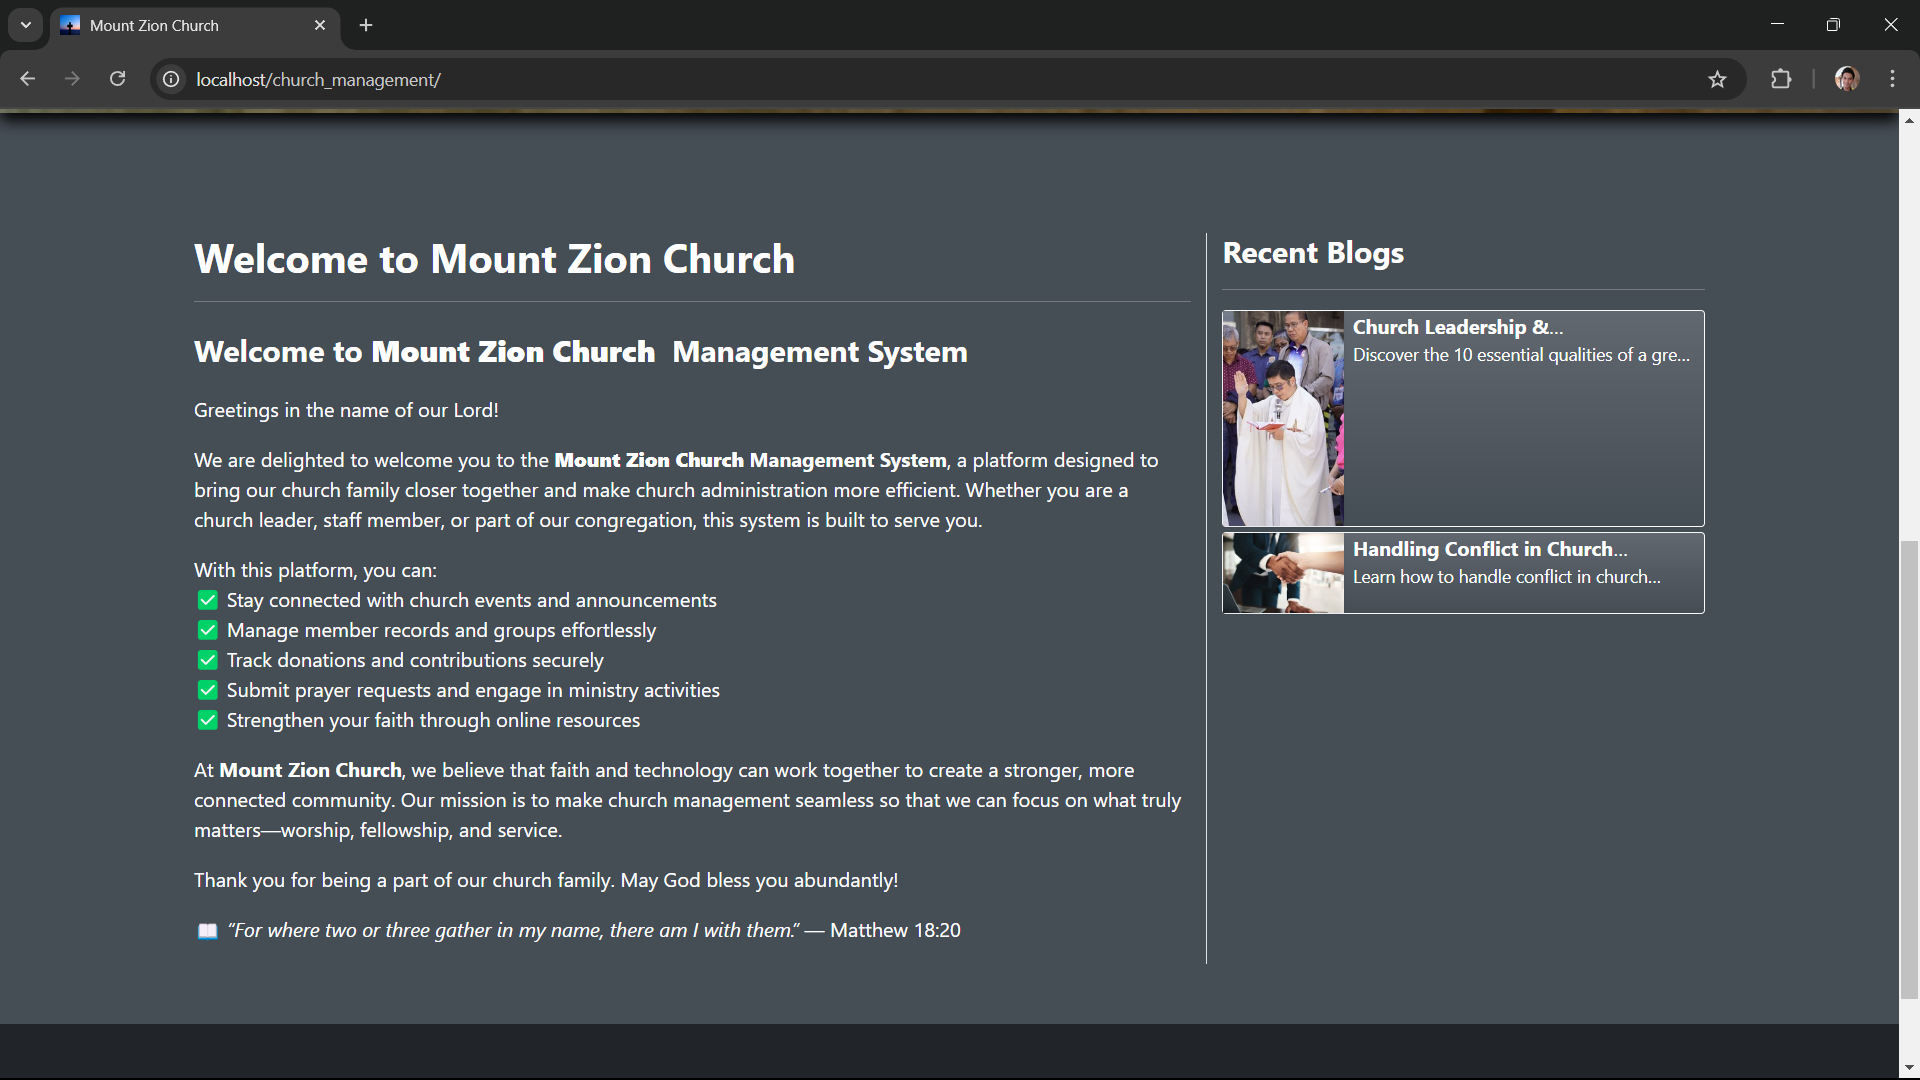 Mount Zion Church
localhost/church_management/
Welcome to Mount Zion Church
Welcome to Mount Zion Church Management System
Greetings in the name of our Lord!
We are delighted to welcome you to the Mount Zion Church Management System, a platform designed to
bring our church family closer together and make church administration more efficient. Whether you are a
church leader, staff member, or part of our congregation, this system is built to serve you.
With this platform, you can:
✅ Stay connected with church events and announcements
✅ Manage member records and groups effortlessly
✅ Track donations and contributions securely
✅ Submit prayer requests and engage in ministry activities
✅ Strengthen your faith through online resources
At Mount Zion Church, we believe that faith and technology can work together to create a stronger, more
connected community. Our mission is to make church management seamless so that we can focus on what truly
matters—worship, fellowship, and service.
Thank you for being a part of our church family. May God bless you abundantly!
📖 “For where two or three gather in my name, there am I with them.” — Matthew 18:20
Recent Blogs
Church Leadership &...
Discover the 10 essential qualities of a gre...
Handling Conflict in Church...
Learn how to handle conflict in church...